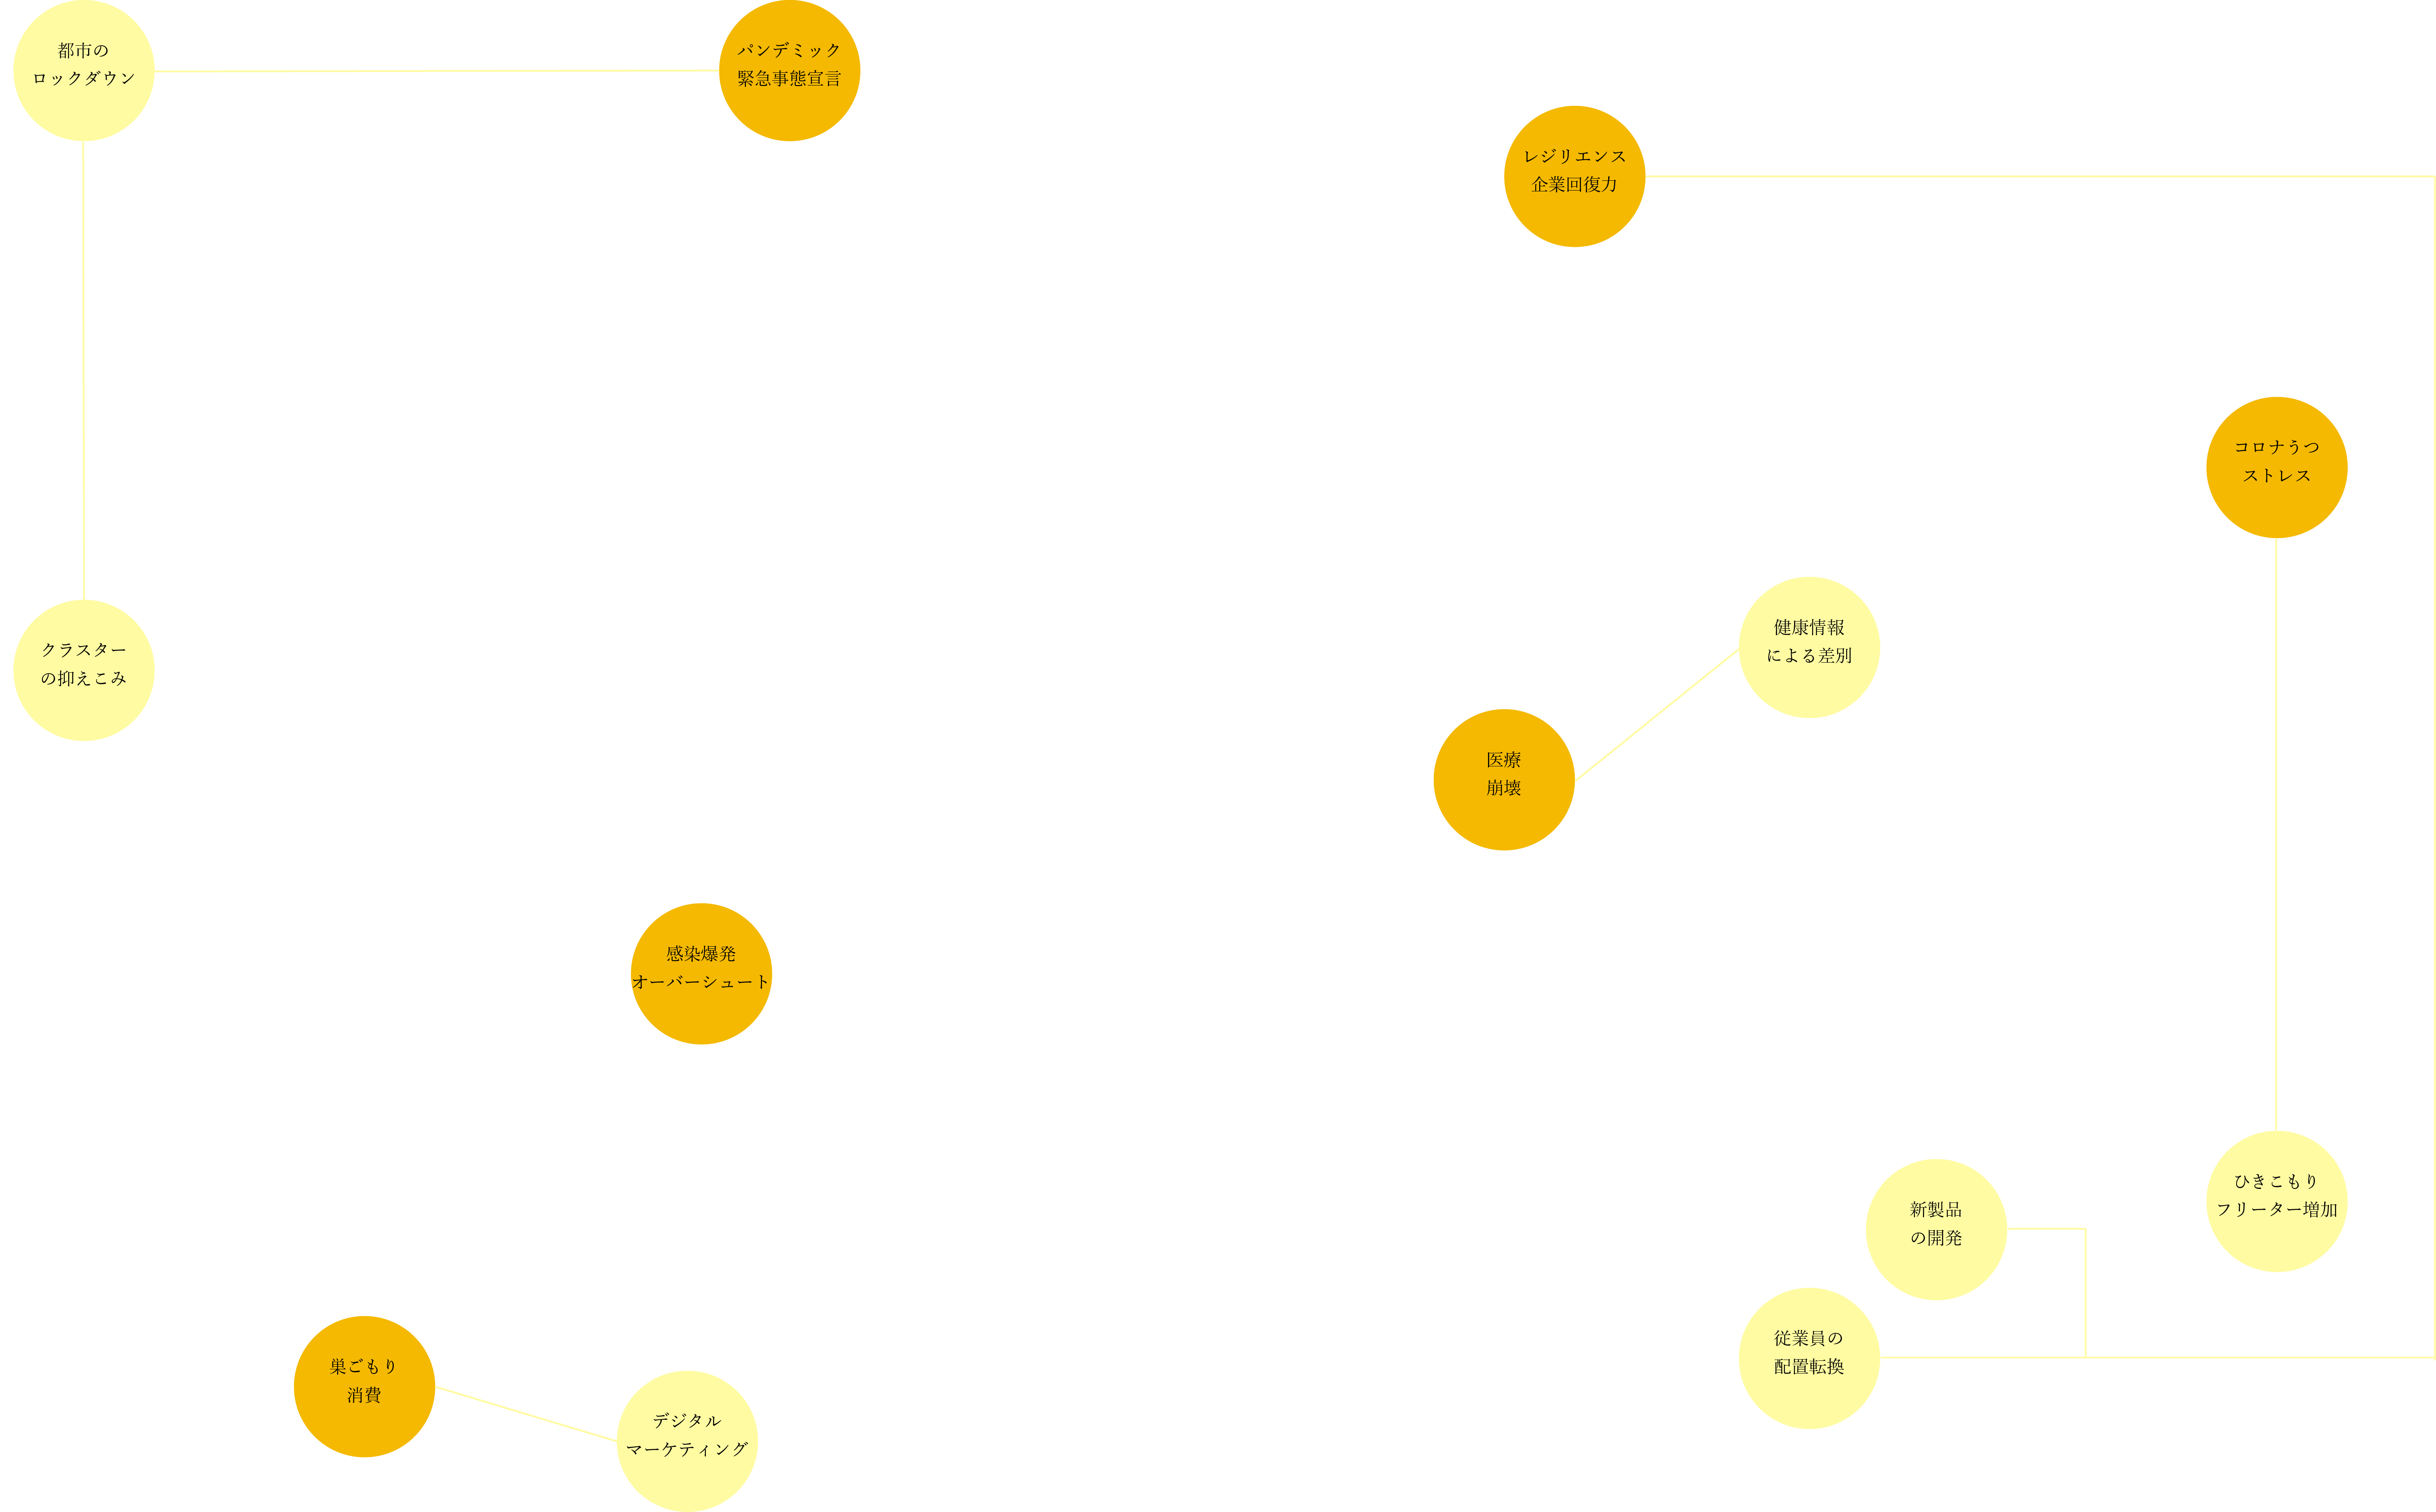 都市の
ロックダウン
パンデミック
緊急事態宣言
レジリエンス
企業回復力
コロナうつ
ストレス
健康情報
による差別
クラスター
の抑えこみ
医療
崩壊
感染爆発
オーバーシュート
ひきこもり
フリーター増加
新製品
の開発
従業員の
配置転換
巣ごもり
消費
デジタル
マーケティング